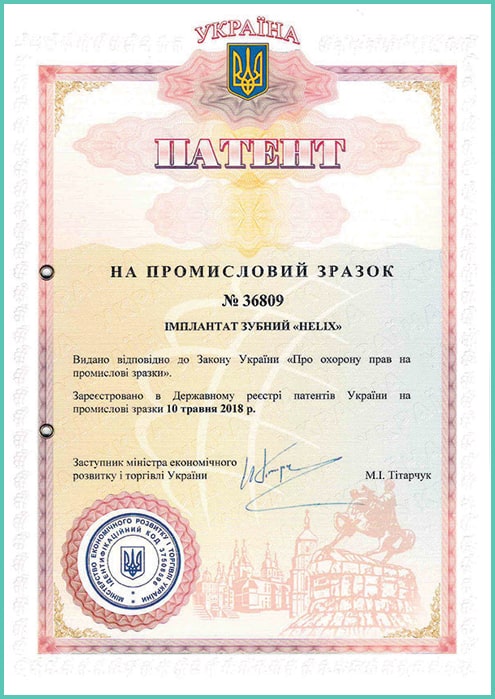 УКРАЇНА
ПАТЕНТ
НА ПРОМИСЛОВИЙ ЗРАЗОК
№ 36809
ІМПЛАНТАТ ЗУБНИЙ «HELIX»
Видано відповідно до Закону України «Про охорону прав на
промислові зразки».
Зареєстровано в Державному реєстрі патентів України на
промислові зразки 10 травня 2018 р.
Заступник міністра економічного
розвитку і торгівлі України
М.І. Тітарчук
МІНІСТЕРСТВО ЕКОНОМІЧНОГО РОЗВИТКУ І ТОРГІВЛІ УКРАЇНИ
ІДЕНТИФІКАЦІЙНИЙ КОД 37508596